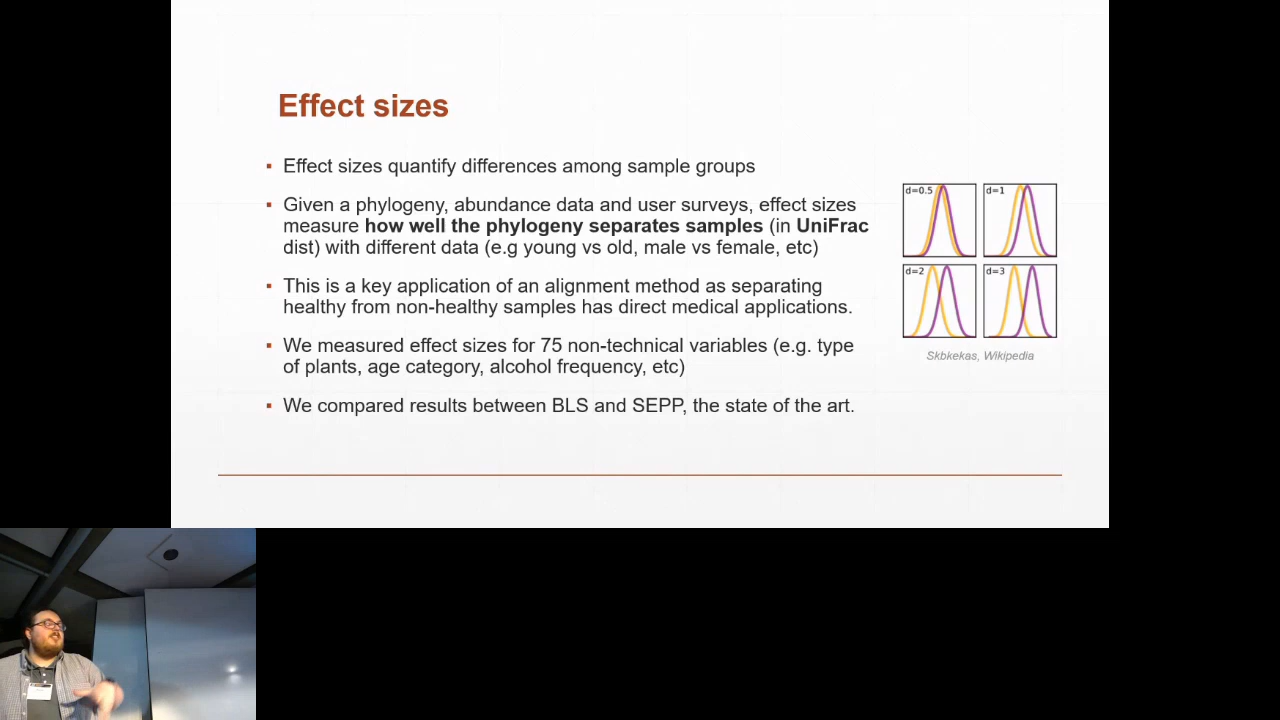 Effect sizes
▪ Effect sizes quantify differences among sample groups
▪ Given a phylogeny, abundance data and user surveys, effect sizes
measure how well the phylogeny separates samples (in UniFrac
dist) with different data (e.g young vs old, male vs female, etc)
▪ This is a key application of an alignment method as separating
healthy from non-healthy samples has direct medical applications.
▪ We measured effect sizes for 75 non-technical variables (e.g. type
of plants, age category, alcohol frequency, etc)
▪ We compared results between BLS and SEPP, the state of the art.
d=0.5
d=1
d=2
d=3
Skbkekas, Wikipedia